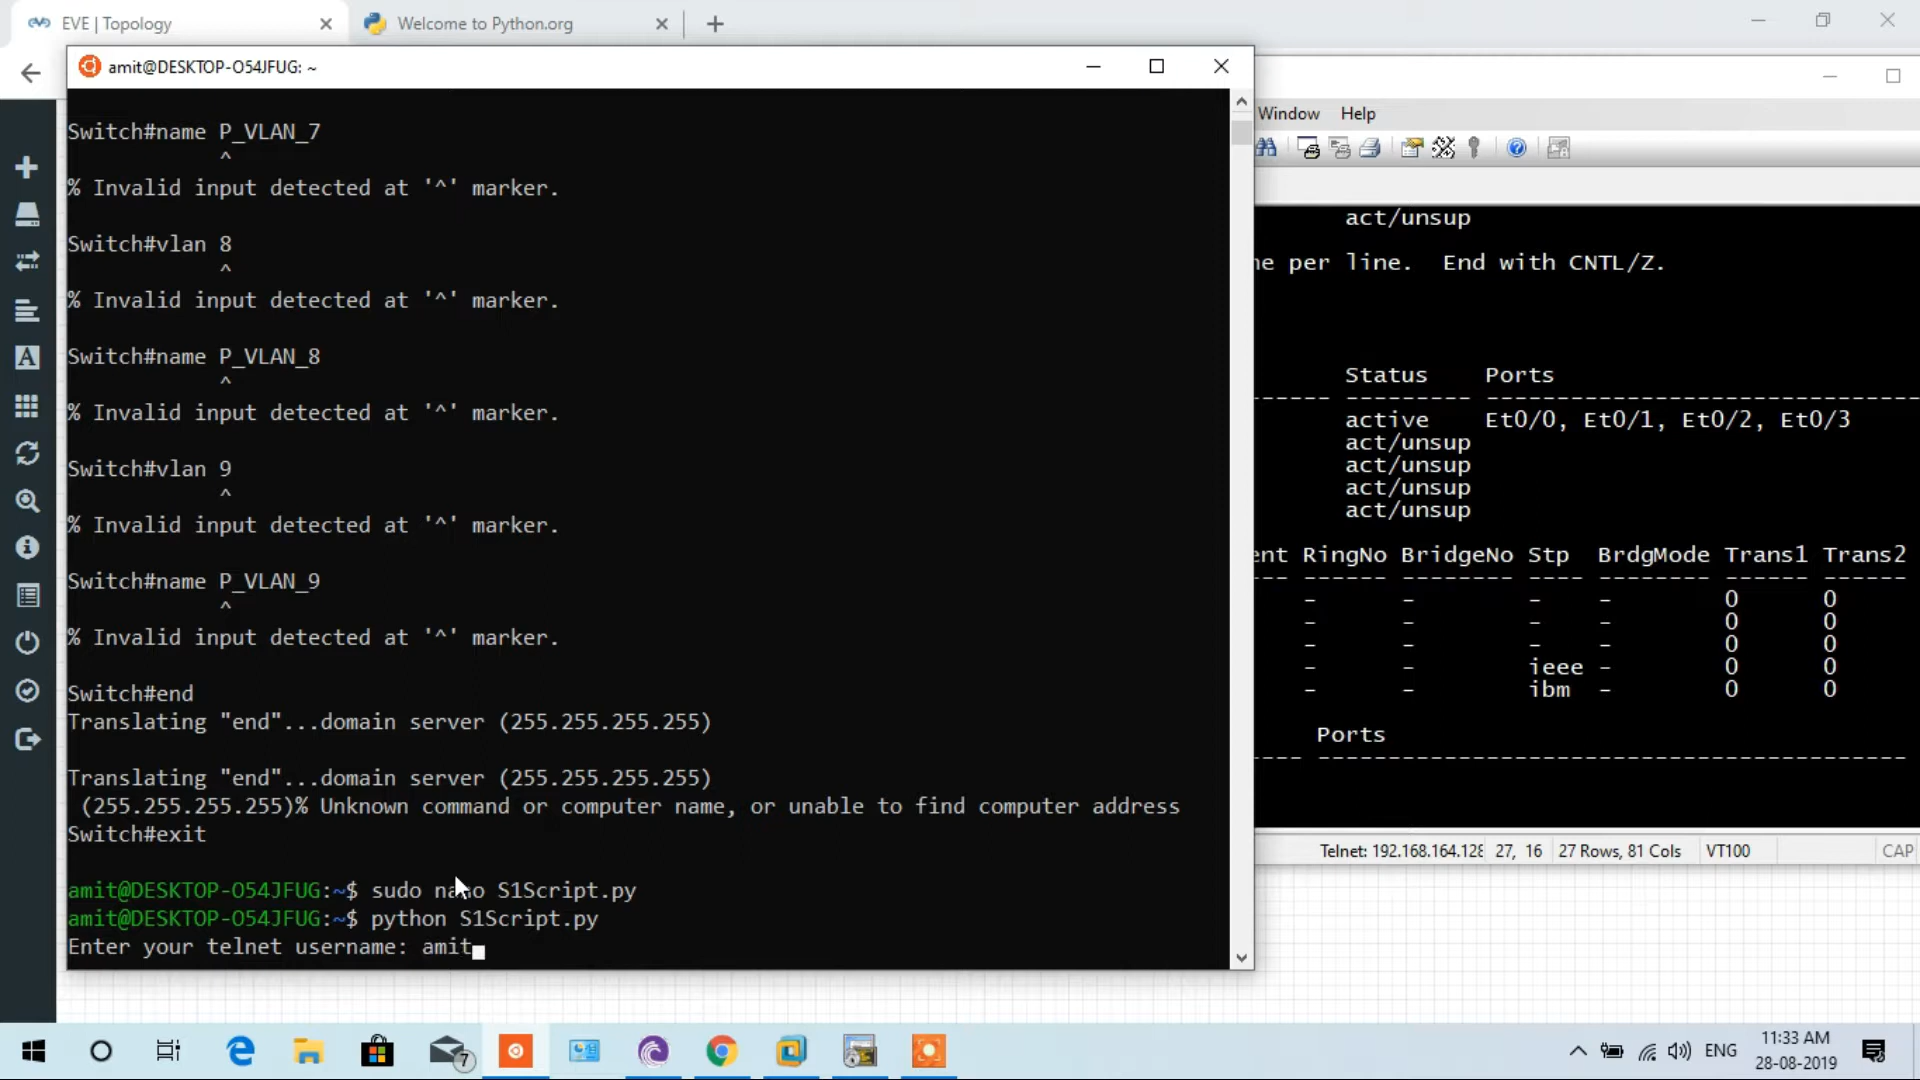 EVE | Topology
Welcome to Python.org
amit@DESKTOP-O54JFUG: ~
Switch#name P_VLAN_7
^
% Invalid input detected at '^' marker.
Switch#vlan 8
^
% Invalid input detected at '^' marker.
Switch#name P_VLAN_8
^
% Invalid input detected at '^' marker.
Switch#vlan 9
^
% Invalid input detected at '^' marker.
Switch#name P_VLAN_9
^
% Invalid input detected at '^' marker.
Switch#end
Translating "end"...domain server (255.255.255.255)
Translating "end"...domain server (255.255.255.255)
(255.255.255.255)% Unknown command or computer name, or unable to find computer address
Switch#exit
amit@DESKTOP-O54JFUG:~$ sudo nano S1Script.py
amit@DESKTOP-O54JFUG:~$ python S1Script.py
Enter your telnet username: amit
Window Help
act/unsup
ne per line. End with CNTL/Z.
Status Ports
------ --------- -------------------------------
active Et0/0, Et0/1, Et0/2, Et0/3
act/unsup
act/unsup
act/unsup
act/unsup
ent RingNo BridgeNo Stp BrdgMode Trans1 Trans2
--- ------ -------- ---- -------- ------ ------
- - - - 0 0
- - - - 0 0
- - - - 0 0
- - ieee - 0 0
- - ibm - 0 0
Ports
---- ------------------------------------------
Telnet: 192.168.164.128 27, 16 27 Rows, 81 Cols VT100 CAP
7
ENG
11:33 AM
28-08-2019